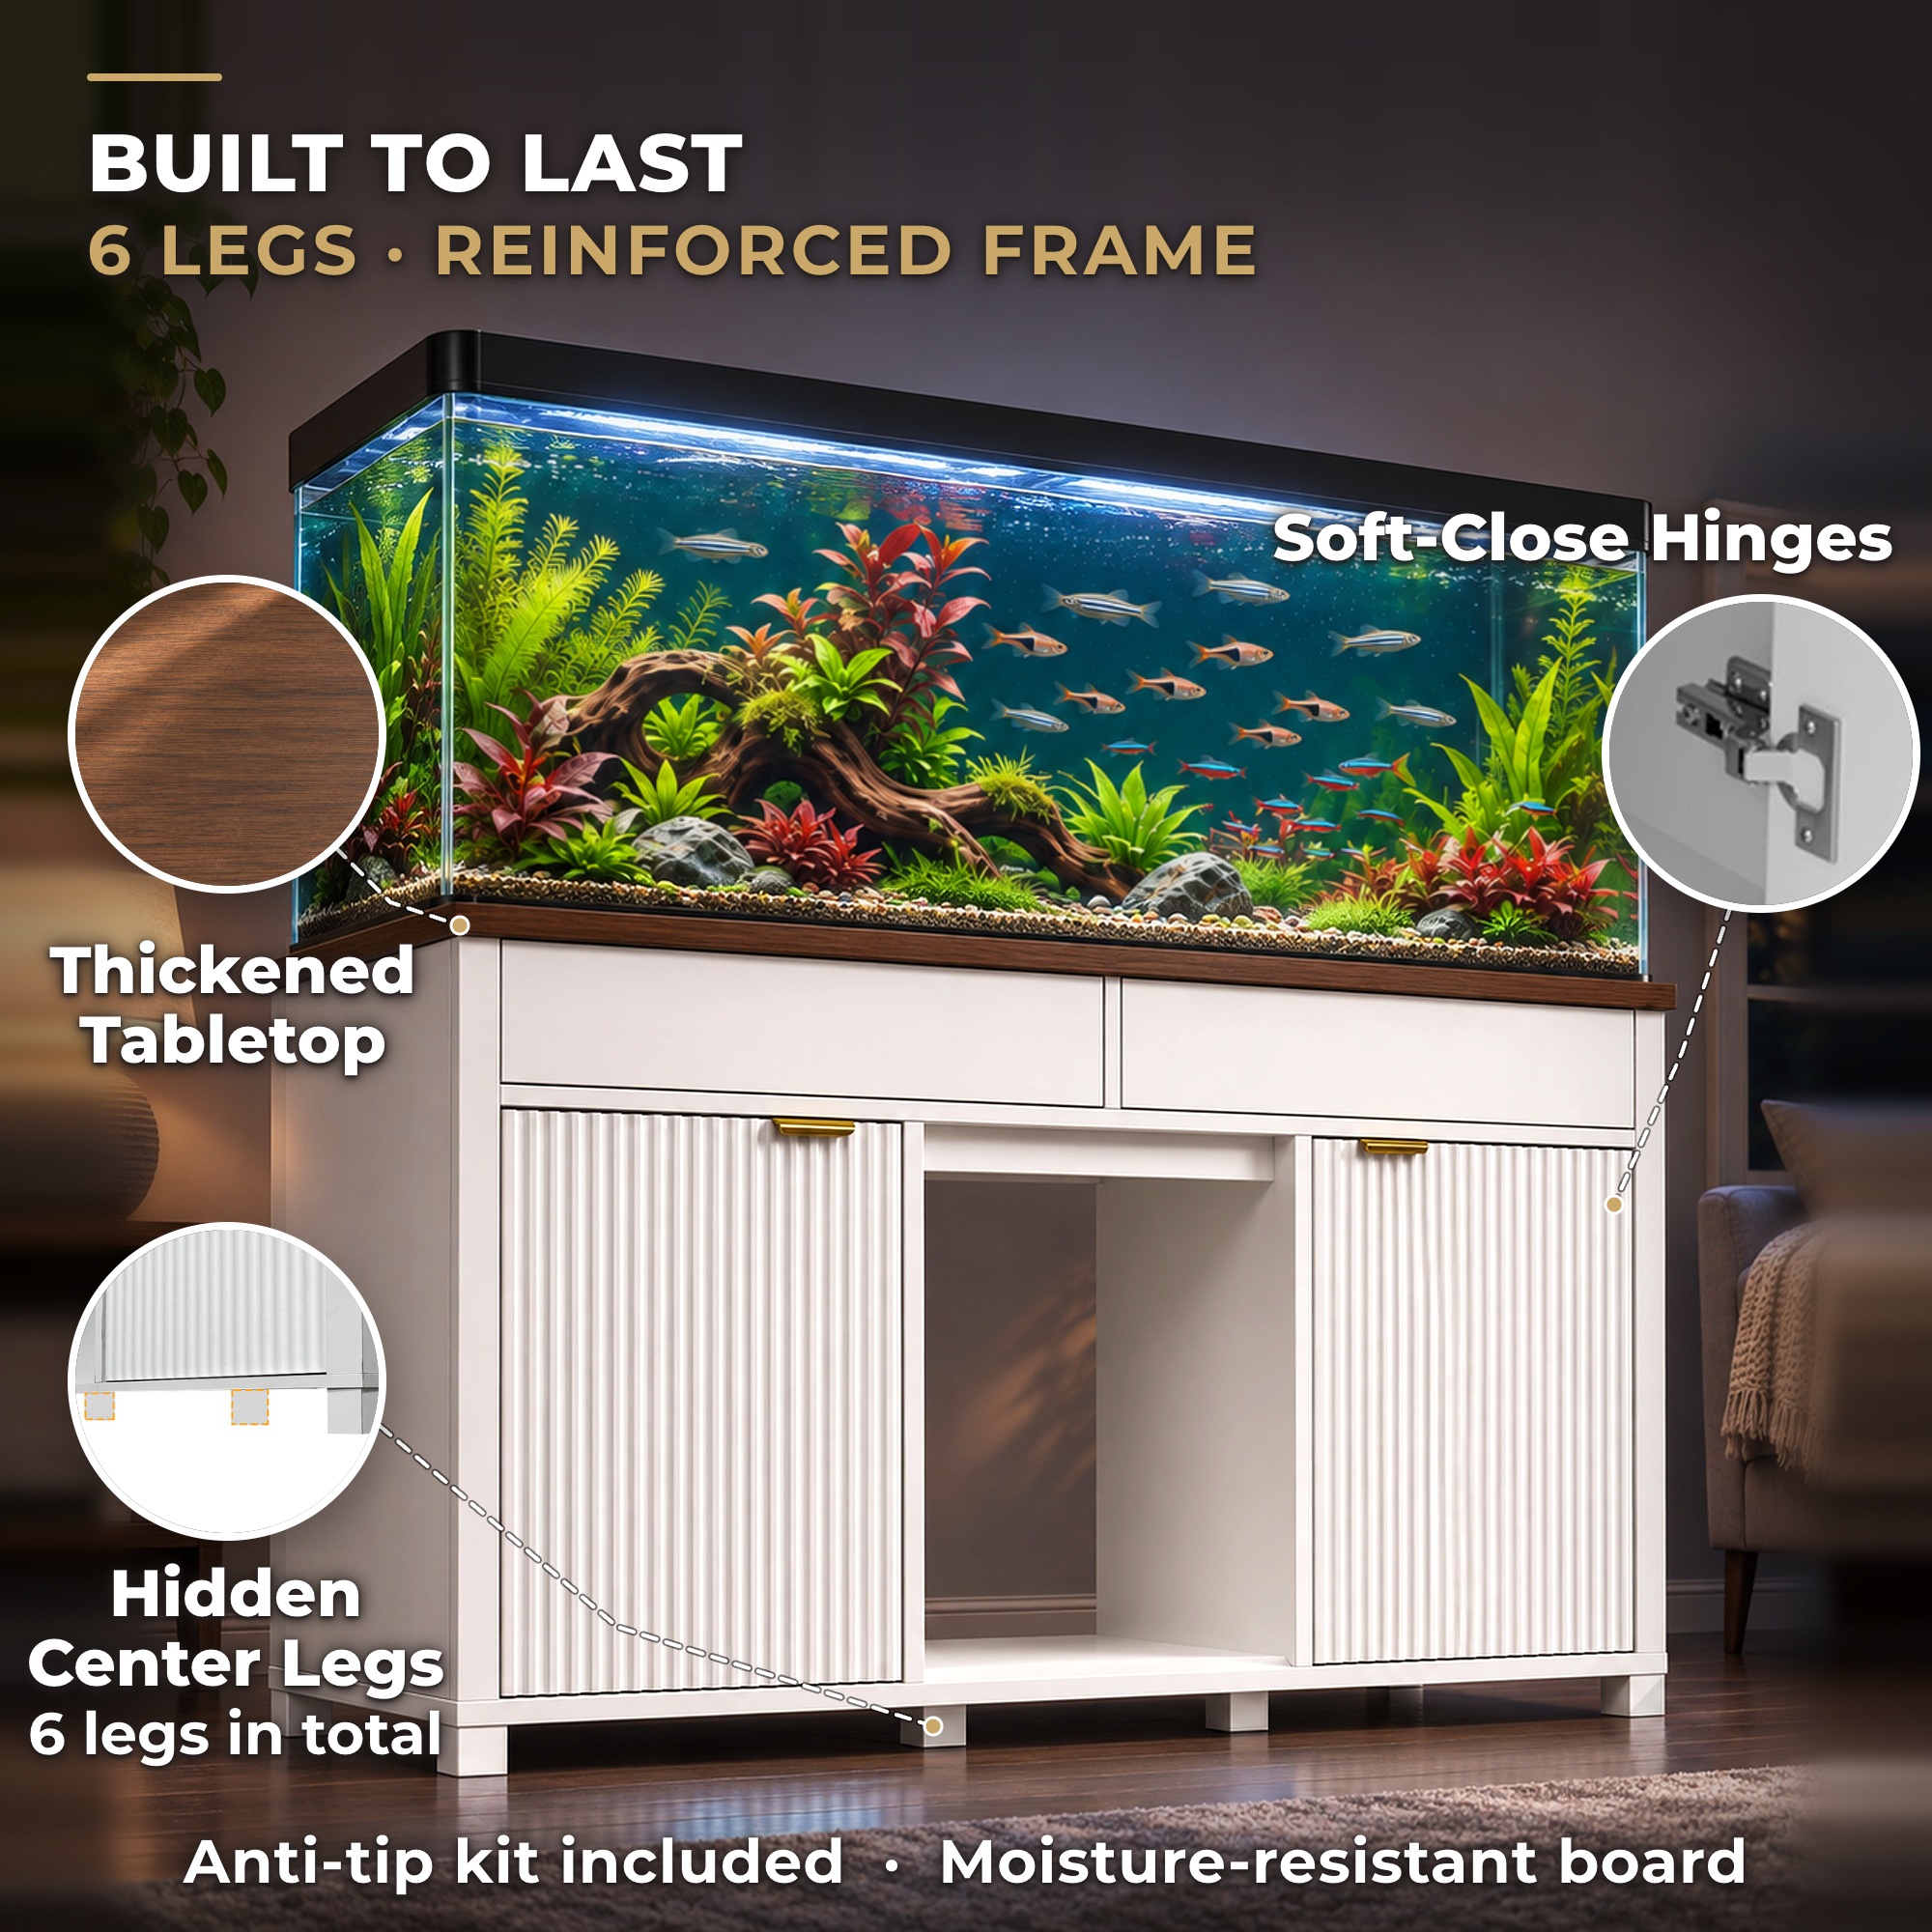 BUILT TO LAST
6 LEGS · REINFORCED FRAME
Soft-Close Hinges
Thickened
Tabletop
Hidden
Center Legs
6 legs in total
Anti-tip kit included · Moisture-resistant board